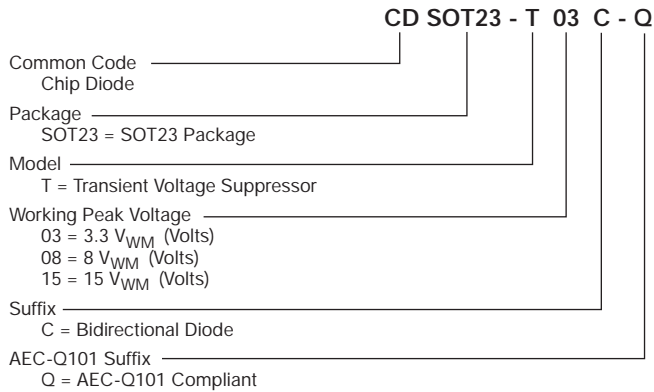 CD SOT23 - T 03 C - Q
Common Code
Chip Diode
Package
SOT23 = SOT23 Package
Model
T = Transient Voltage Suppressor
Working Peak Voltage
03 = 3.3 VWM (Volts)
08 = 8 VWM (Volts)
15 = 15 VWM (Volts)
Suffix
C = Bidirectional Diode
AEC-Q101 Suffix
Q = AEC-Q101 Compliant